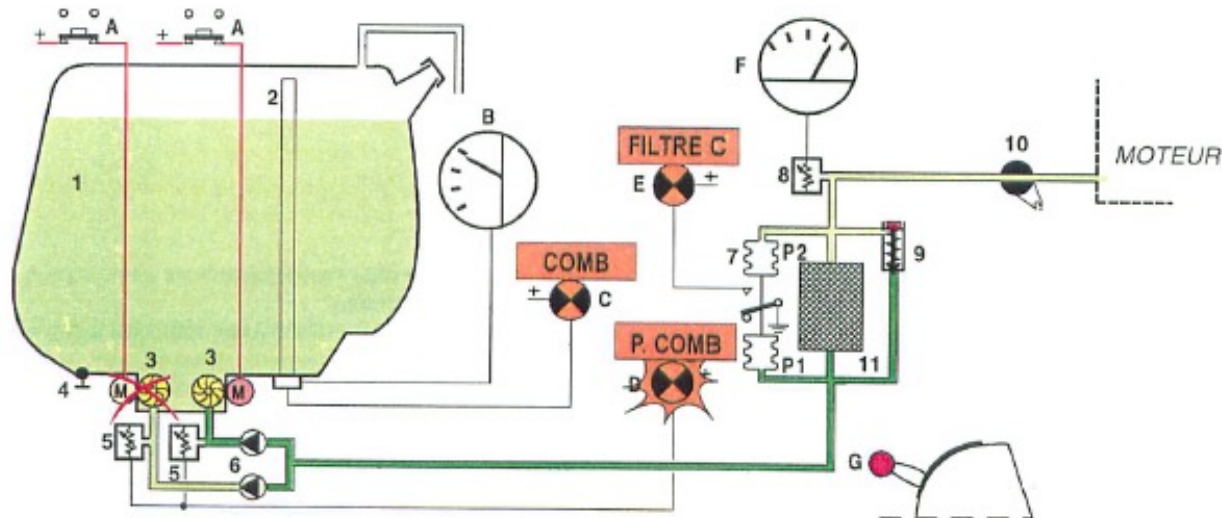 + A + A
F
2
B
10
MOTEUR
FILTRE C
E +
8
1
7 P2 9
COMB
+ C
P. COMB
P1 11
D +
3 3
4 M M
5 5 6
G